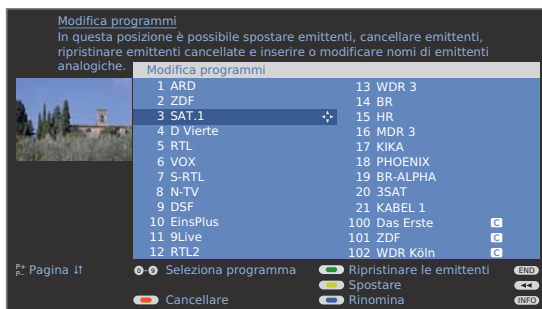 Modifica programmi
In questa posizione è possibile spostare emittenti, cancellare emittenti,
ripristinare emittenti cancellate e inserire o modificare nomi di emittenti
analogiche.
Modifica programmi
1 ARD
2 ZDF
3 SAT.1
4 D Vierte
5 RTL
6 VOX
7 S-RTL
8 N-TV
9 DSF
10 EinsPlus
11 9Live
12 RTL2
13 WDR 3
14 BR
15 HR
16 MDR 3
17 KIKA
18 PHOENIX
19 BR-ALPHA
20 3SAT
21 KABEL 1
100 Das Erste C
101 ZDF C
102 WDR Köln C
P+ P- Pagina ↓↑
0-9 Seleziona programma
Ripristinare le emittenti END
Spostare ◄◄
Cancellare
Rinomina INFO